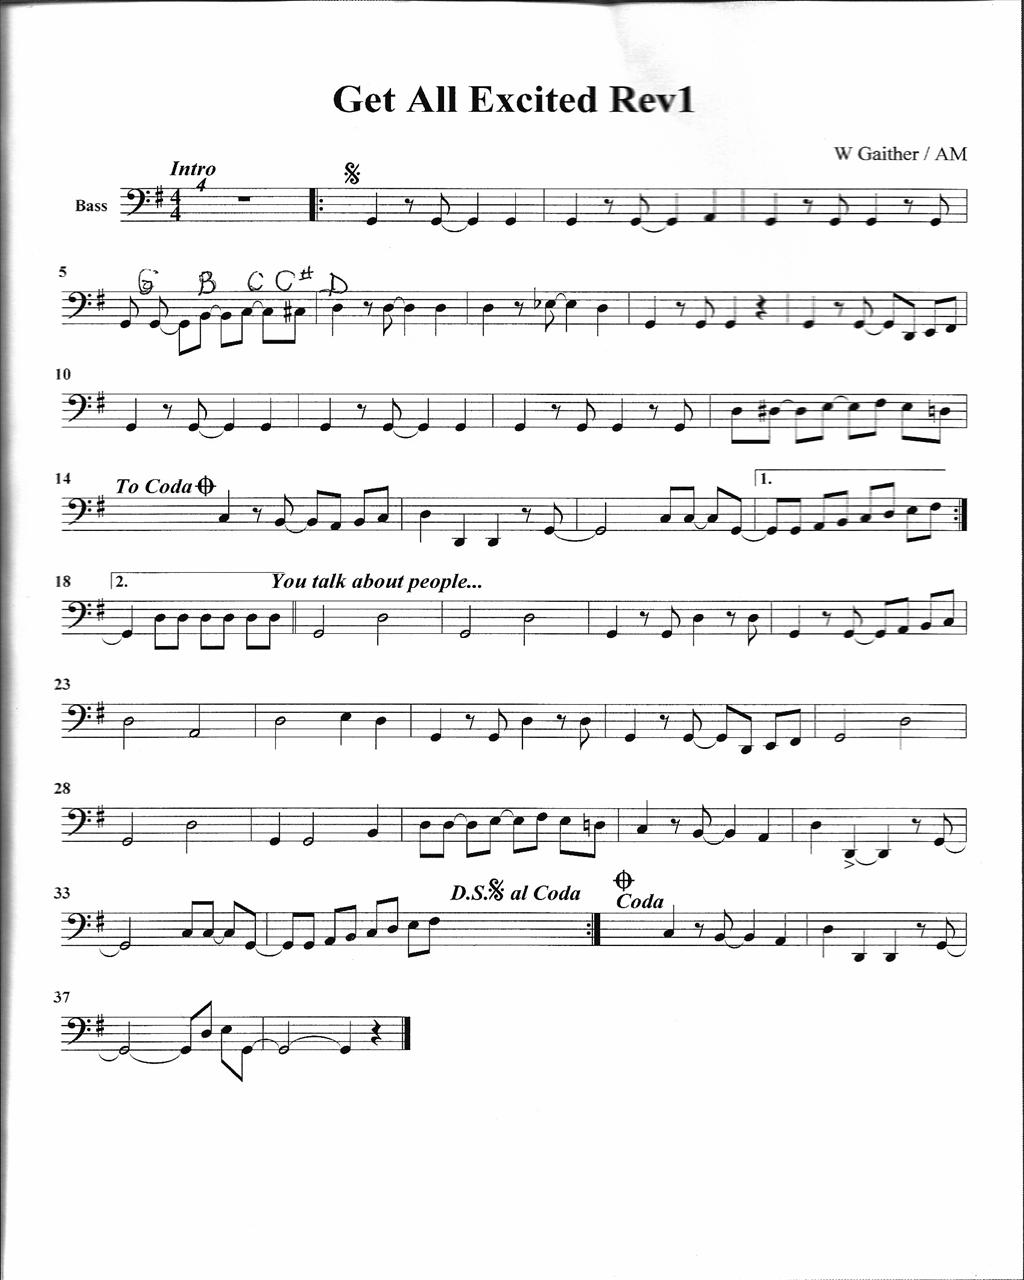 Get All Excited Rev1
W Gaither / AM
Intro
4
Bass
4
4
5
G B C C# D
10
14
To Coda
1.
18
2.
You talk about people...
23
28
33
D.S. al Coda
Coda
37